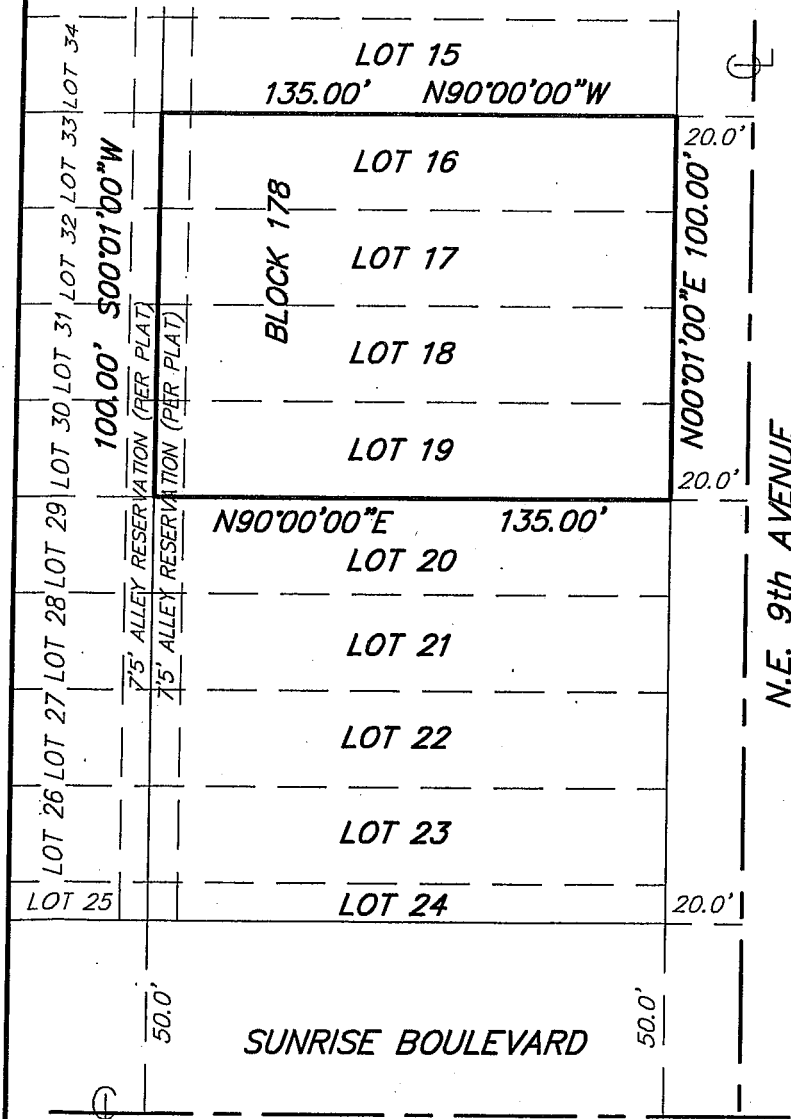 LOT 15
135.00' N90°00'00"W
20.0'
LOT 16
LOT 17
LOT 18
LOT 19
BLOCK 178
N00°01'00"E 100.00'
20.0'
N90°00'00"E 135.00'
LOT 20
LOT 21
LOT 22
LOT 23
LOT 24
20.0'
LOT 25
LOT 26 LOT 27 LOT 28 LOT 29 LOT 30 LOT 31 LOT 32 LOT 33 LOT 34
100.00' S00°01'00"W
7'5' ALLEY RESERVATION (PER PLAT)
7'5' ALLEY RESERVATION (PER PLAT)
N.E. 9th AVENUE
50.0'
SUNRISE BOULEVARD
50.0'
CL